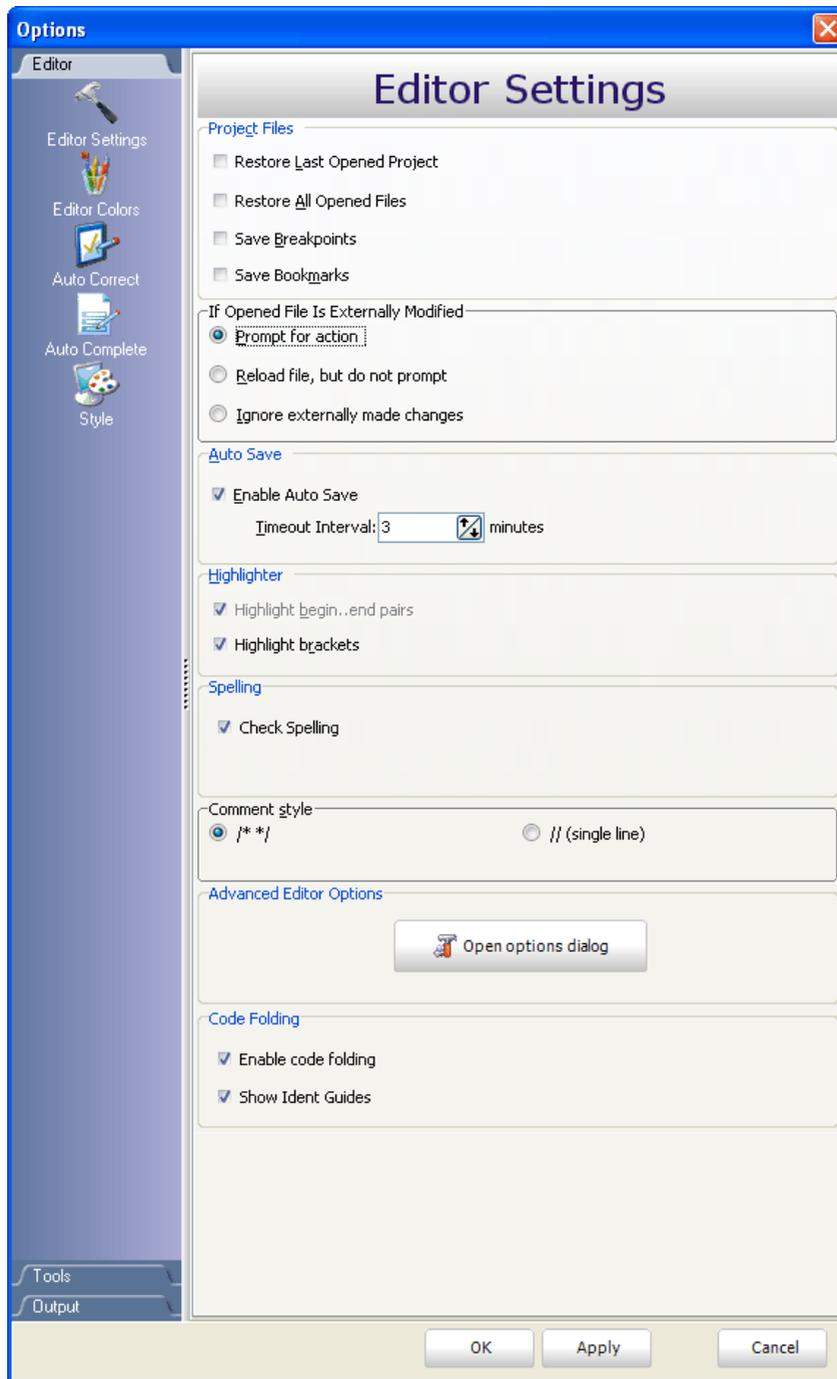 Options
Editor
Editor Settings
Editor Colors
Auto Correct
Auto Complete
Style
Tools
Output
Editor Settings
Project Files
Restore Last Opened Project
Restore All Opened Files
Save Breakpoints
Save Bookmarks
If Opened File Is Externally Modified
Prompt for action
Reload file, but do not prompt
Ignore externally made changes
Auto Save
Enable Auto Save
Timeout Interval: 3 minutes
Highlighter
Highlight begin..end pairs
Highlight brackets
Spelling
Check Spelling
Comment style
/* */ // (single line)
Advanced Editor Options
Open options dialog
Code Folding
Enable code folding
Show Ident Guides
OK Apply Cancel